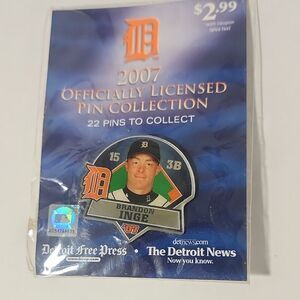 $2.99
D
2007
OFFICIALLY LICENSED
PIN COLLECTION
22 PINS TO COLLECT
15 3B
D
D
BRANDON
INGE
Detroit Free Press · The Detroit News
detnews.com
Now you know.